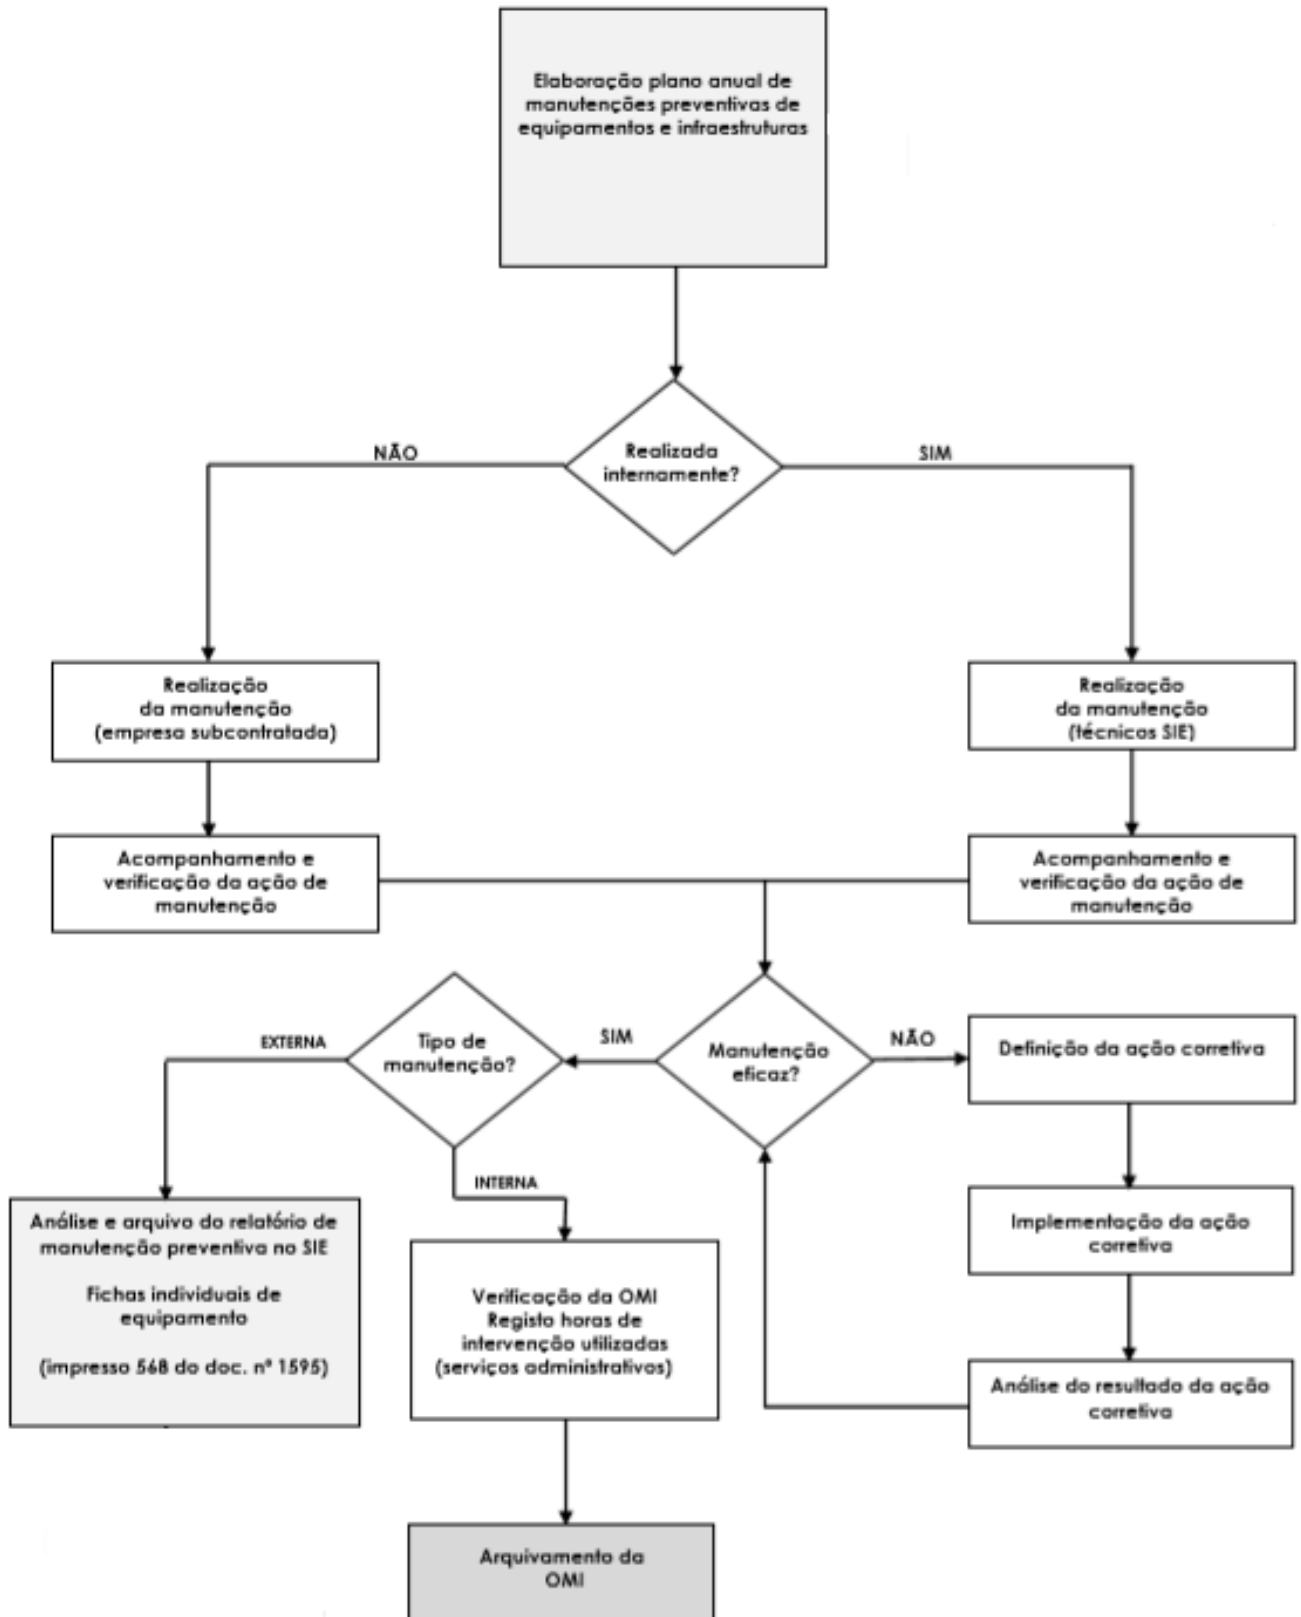 Elaboração plano anual de
manutenções preventivas de
equipamentos e infraestruturas
Realizada
internamente?
NÃO
SIM
Realização
da manutenção
(empresa subcontratada)
Realização
da manutenção
(técnicos SIE)
Acompanhamento e
verificação da ação de
manutenção
Acompanhamento e
verificação da ação de
manutenção
Manutenção
eficaz?
SIM
NÃO
Tipo de
manutenção?
EXTERNA
INTERNA
Definição da ação corretiva
Implementação da ação
corretiva
Análise do resultado da ação
corretiva
Análise e arquivo do relatório de
manutenção preventiva no SIE
Fichas individuais de
equipamento
(impresso 568 do doc. nº 1595)
Verificação da OMI
Registo horas de
intervenção utilizadas
(serviços administrativos)
Arquivamento da
OMI